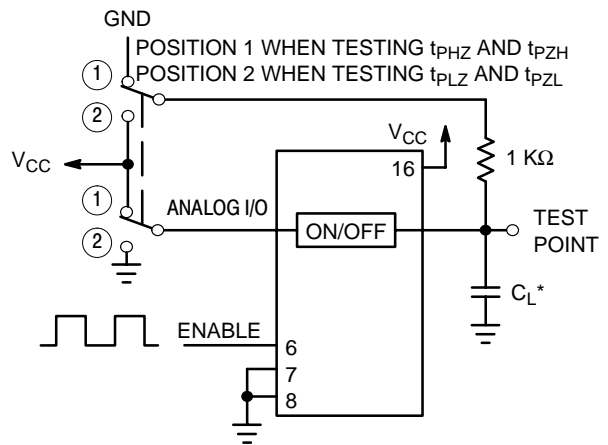 GND
POSITION 1 WHEN TESTING tPHZ AND tPZH
POSITION 2 WHEN TESTING tPLZ AND tPZL
1
2
VCC
VCC
16
1 KΩ
1
ANALOG I/O
ON/OFF
TEST
POINT
2
CL*
ENABLE
6
7
8